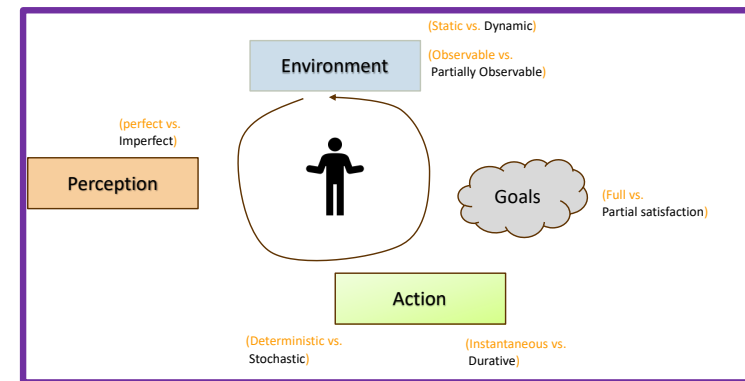 (Static vs. Dynamic)
Environment
(Observable vs.
Partially Observable)
(perfect vs.
Imperfect)
Perception
Goals
(Full vs.
Partial satisfaction)
Action
(Deterministic vs.
Stochastic)
(Instantaneous vs.
Durative)